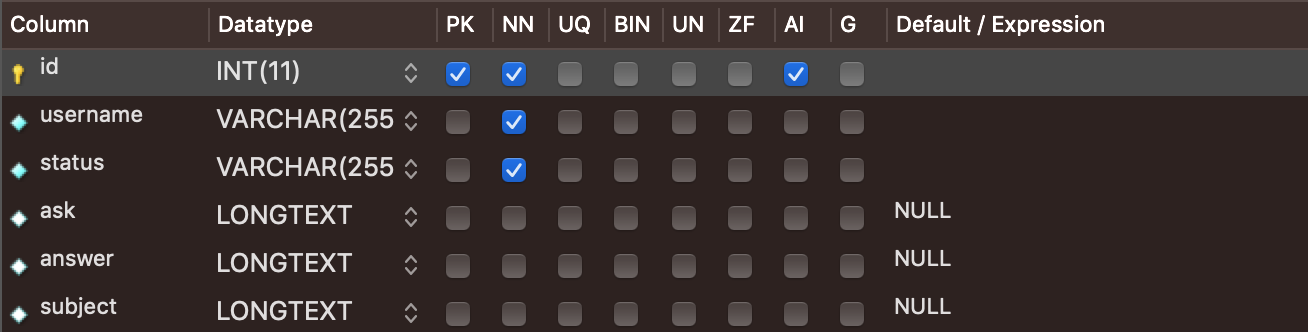 Column Datatype PK NN UQ BIN UN ZF AI G Default / Expression
id INT(11)
username VARCHAR(255
status VARCHAR(255
ask LONGTEXT NULL
answer LONGTEXT NULL
subject LONGTEXT NULL